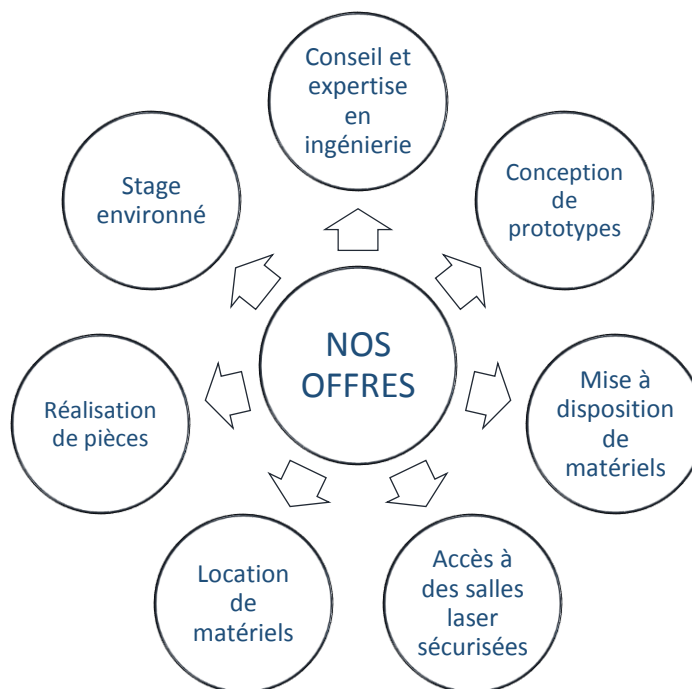 Conseil et
expertise
en
ingénierie
Conception
de
prototypes
Mise à
disposition
de
matériels
Accès à
des salles
laser
sécurisées
Location
de
matériels
Réalisation
de pièces
Stage
environné
NOS
OFFRES